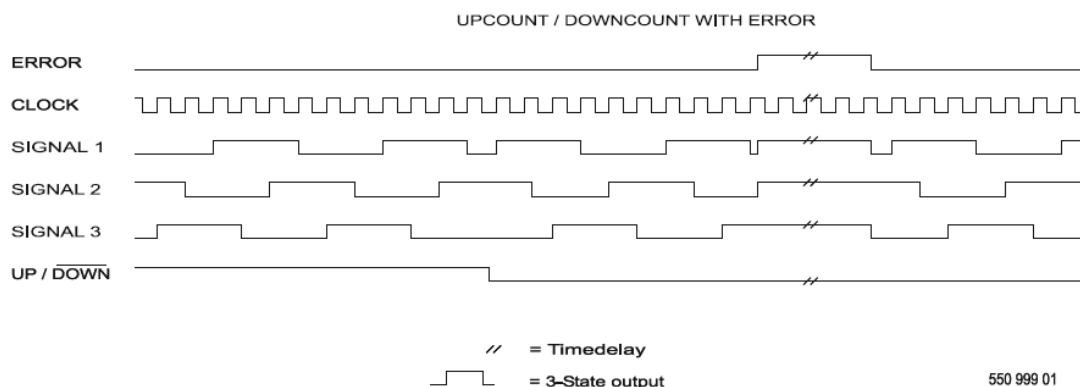 UPCOUNT / DOWNCOUNT WITH ERROR
ERROR
CLOCK
SIGNAL 1
SIGNAL 2
SIGNAL 3
UP / DOWN
// = Timedelay
= 3-State output
550 999 01